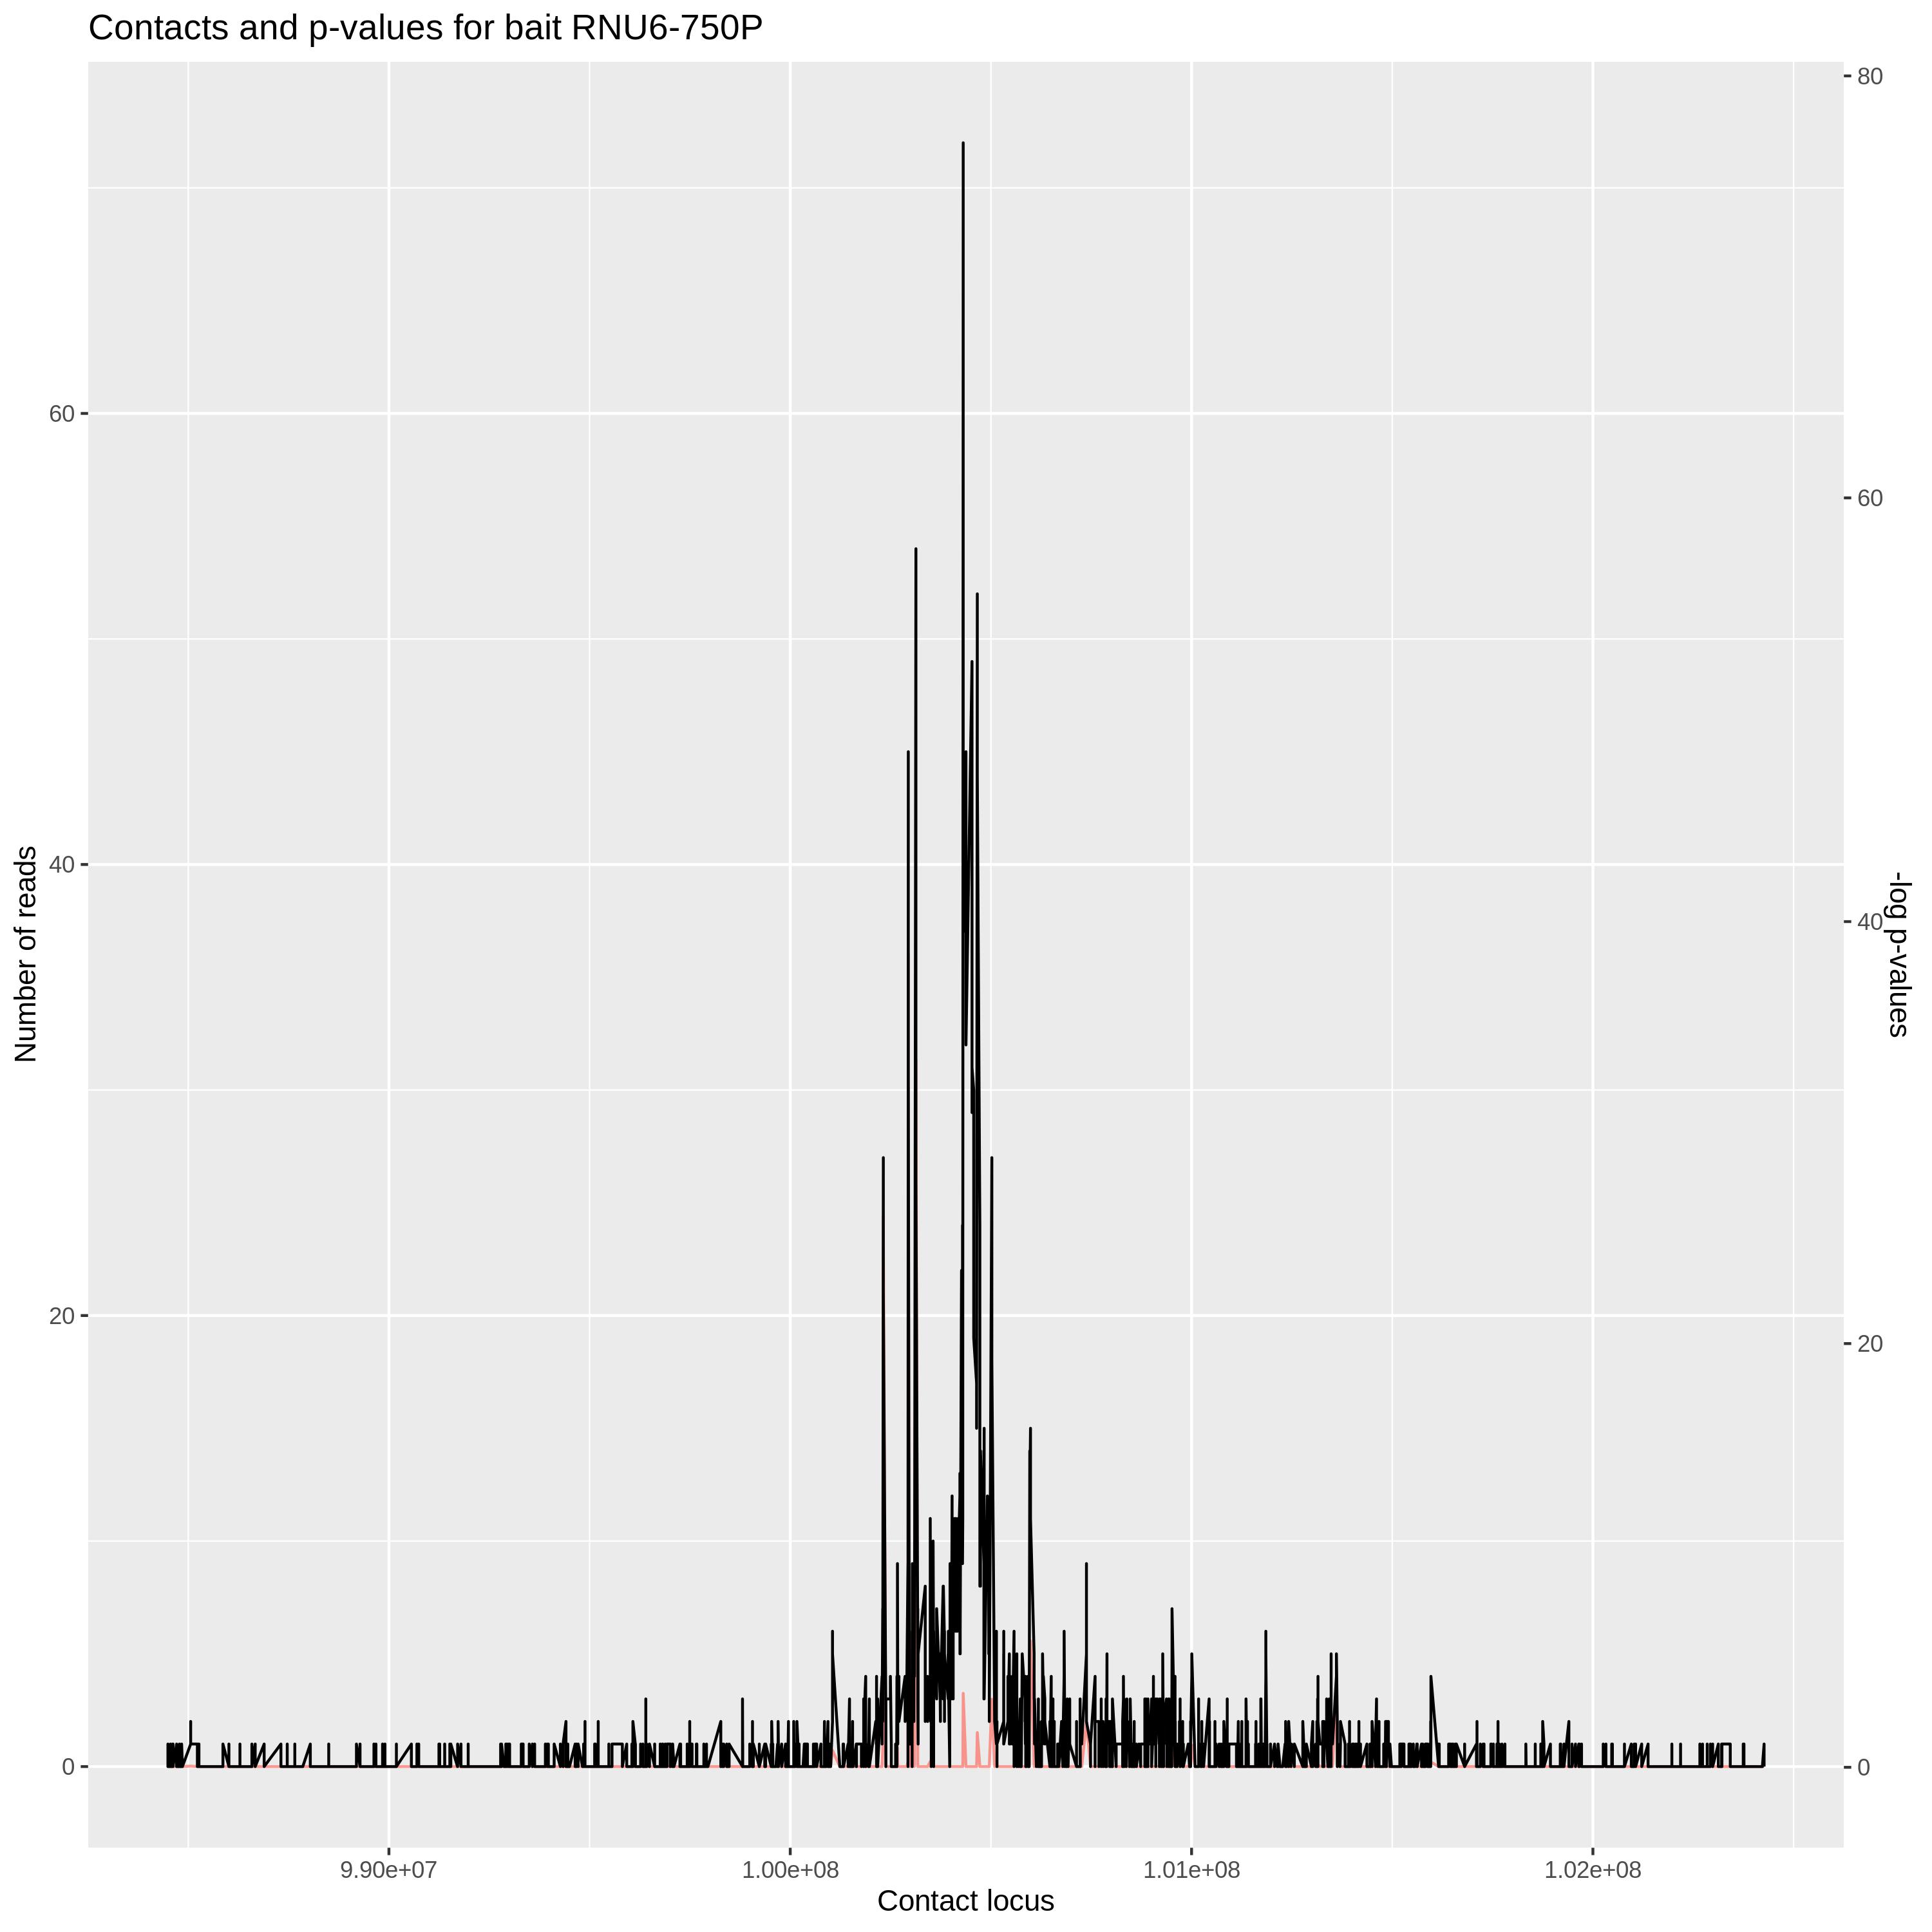 Contacts and p-values for bait RNU6-750P
80
60
60
40
40
20
20
0
0
Number of reads
-log p-values
9.90e+07
1.00e+08
1.01e+08
1.02e+08
Contact locus